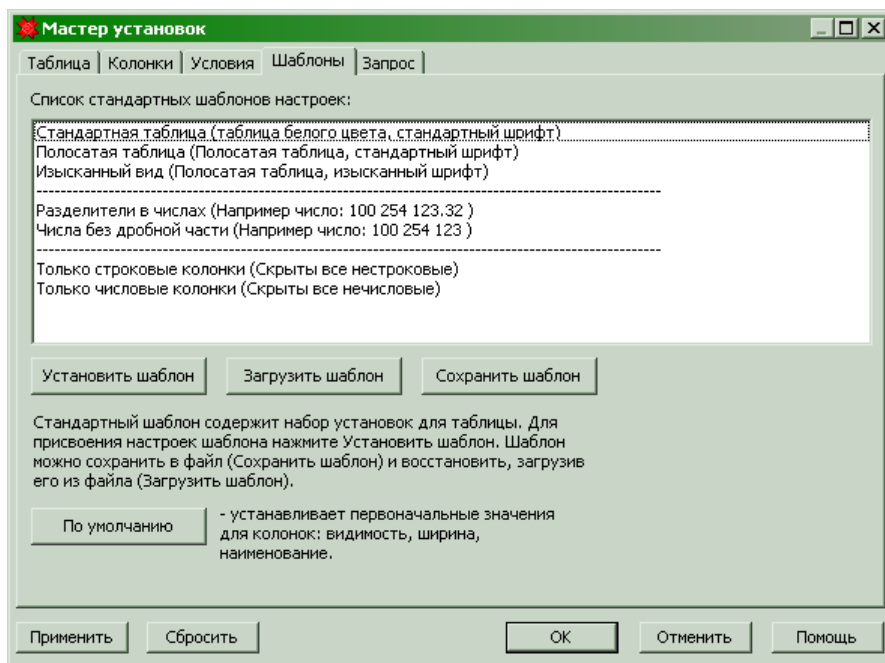 Мастер установок
Таблица
Колонки
Условия
Шаблоны
Запрос
Список стандартных шаблонов настроек:
Стандартная таблица (таблица белого цвета, стандартный шрифт)
Полосатая таблица (Полосатая таблица, стандартный шрифт)
Изысканный вид (Полосатая таблица, изысканный шрифт)
Разделители в числах (Например число: 100 254 123.32 )
Числа без дробной части (Например число: 100 254 123 )
Только строковые колонки (Скрыты все нестроковые)
Только числовые колонки (Скрыты все нечисловые)
Установить шаблон
Загрузить шаблон
Сохранить шаблон
Стандартный шаблон содержит набор установок для таблицы. Для
присвоения настроек шаблона нажмите Установить шаблон. Шаблон
можно сохранить в файл (Сохранить шаблон) и восстановить, загрузив
его из файла (Загрузить шаблон).
По умолчанию
- устанавливает первоначальные значения
для колонок: видимость, ширина,
наименование.
Применить
Сбросить
OK
Отменить
Помощь